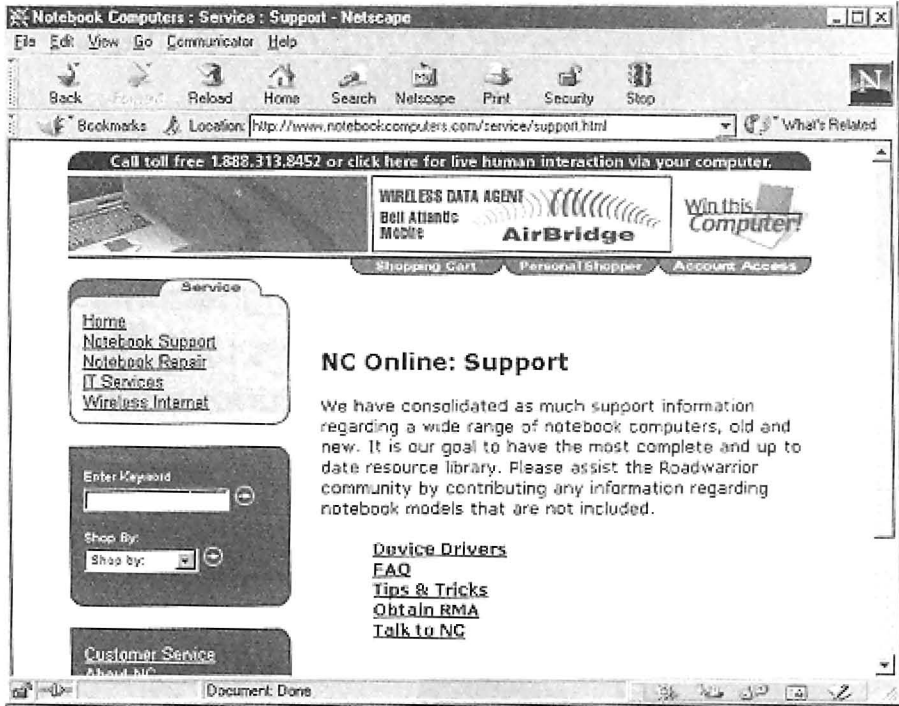 Notebook Computers : Service : Support - Netscape
File Edit View Go Communicator Help
Back Forward Reload Home Search Netscape Print Security Stop
Bookmarks Location: http://www.notebookcomputers.com/service/support.html What's Related
Call toll free 1.888.313.8452 or click here for live human interaction via your computer.
WIRELESS DATA AGENT
Bell Atlantic
Mobile
AirBridge
Win this
Computer!
Shopping Cart Personal Shopper Account Access
Service
Home
Notebook Support
Notebook Repair
IT Services
Wireless Internet
NC Online: Support
We have consolidated as much support information
regarding a wide range of notebook computers, old and
new. It is our goal to have the most complete and up to
date resource library. Please assist the Roadwarrior
community by contributing any information regarding
notebook models that are not included.
Enter Keyword
Shop By:
Shop by:
Device Drivers
FAQ
Tips & Tricks
Obtain RMA
Talk to NC
Customer Service
About NC
Document: Done